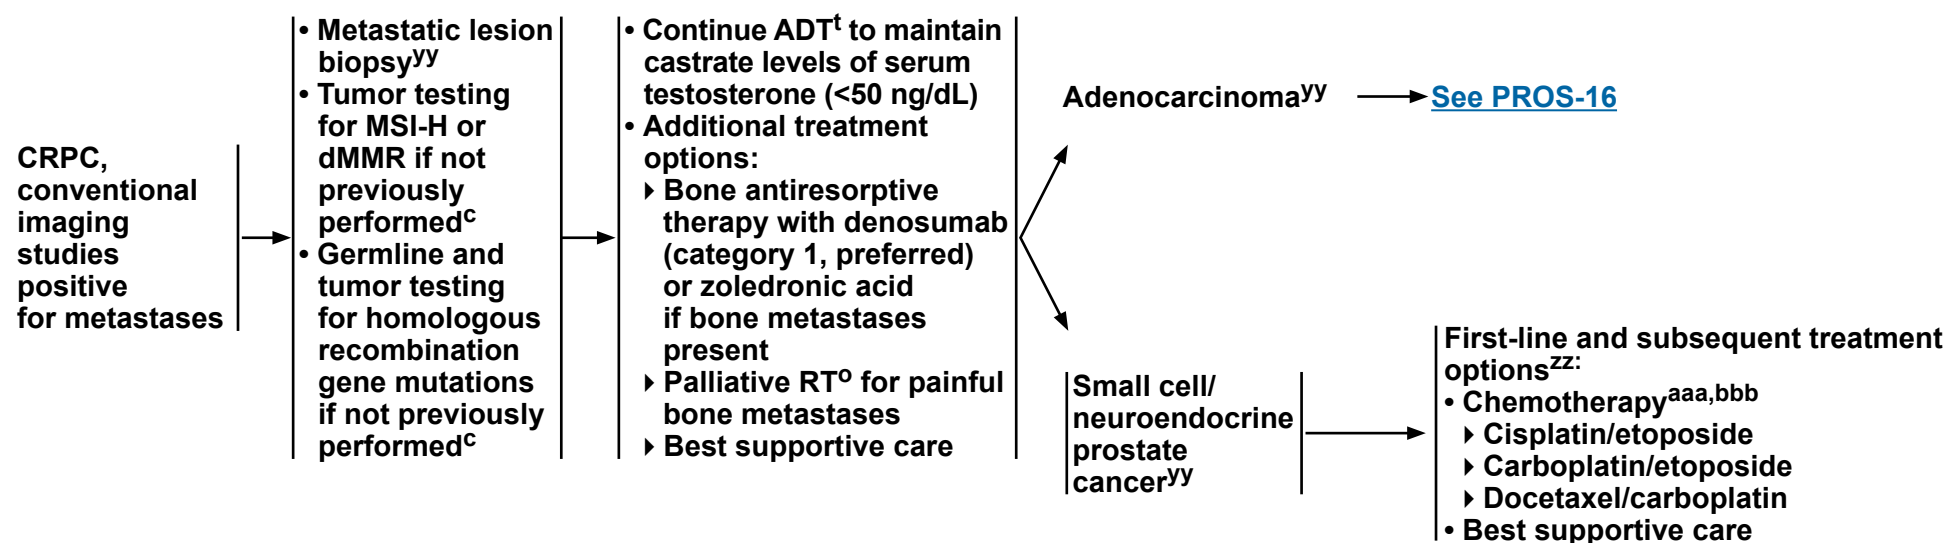 CRPC,
conventional
imaging
studies
positive
for metastases
• Metastatic lesion
biopsyyy
• Tumor testing
for MSI-H or
dMMR if not
previously
performedc
• Germline and
tumor testing
for homologous
recombination
gene mutations
if not previously
performedc
• Continue ADTt to maintain
castrate levels of serum
testosterone (<50 ng/dL)
• Additional treatment
options:
Bone antiresorptive
therapy with denosumab
(category 1, preferred)
or zoledronic acid
if bone metastases
present
Palliative RTo for painful
bone metastases
Best supportive care
Adenocarcinomayy
See PROS-16
Small cell/
neuroendocrine
prostate
canceryy
First-line and subsequent treatment
optionszz:
• Chemotherapyaaa,bbb
Cisplatin/etoposide
Carboplatin/etoposide
Docetaxel/carboplatin
• Best supportive care